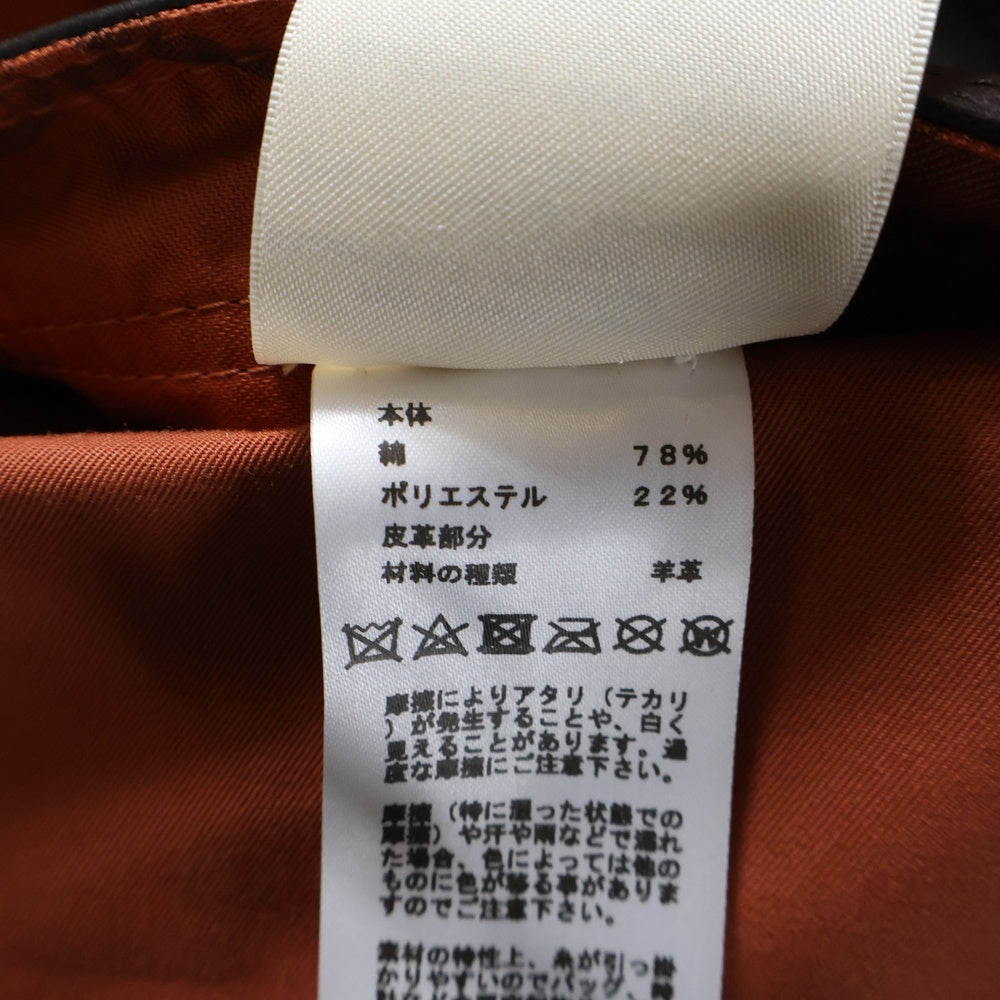 本体
綿 78%
ポリエステル 22%
皮革部分
材料の種類 羊革
摩擦によりアタリ（テカリ
）が発生することや、白く
見えることがあります。過
度な摩擦にご注意下さい。
摩擦（特に湿った状態での
摩擦）や汗や雨などで濡れ
た場合、色によっては他の
ものに色が移る事がありま
すのでご注意下さい。
素材の特性上、糸が引っ掛
かりやすいのでバッグ、時